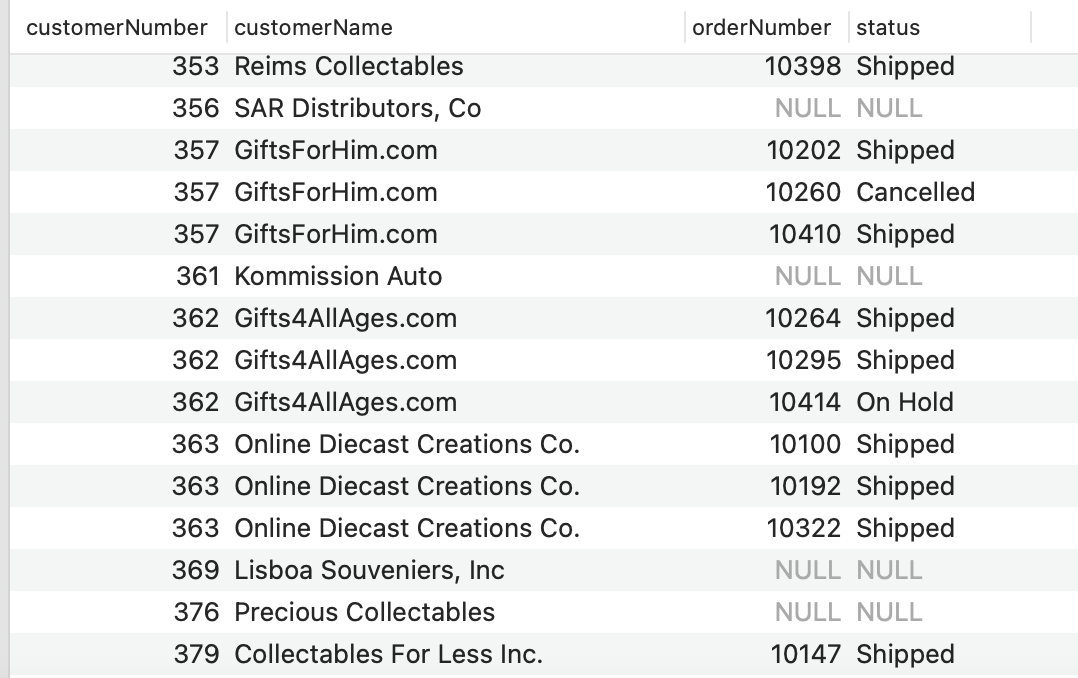 customerNumber customerName orderNumber status
353 Reims Collectables 10398 Shipped
356 SAR Distributors, Co NULL NULL
357 GiftsForHim.com 10202 Shipped
357 GiftsForHim.com 10260 Cancelled
357 GiftsForHim.com 10410 Shipped
361 Kommission Auto NULL NULL
362 Gifts4AllAges.com 10264 Shipped
362 Gifts4AllAges.com 10295 Shipped
362 Gifts4AllAges.com 10414 On Hold
363 Online Diecast Creations Co. 10100 Shipped
363 Online Diecast Creations Co. 10192 Shipped
363 Online Diecast Creations Co. 10322 Shipped
369 Lisboa Souveniers, Inc NULL NULL
376 Precious Collectables NULL NULL
379 Collectables For Less Inc. 10147 Shipped